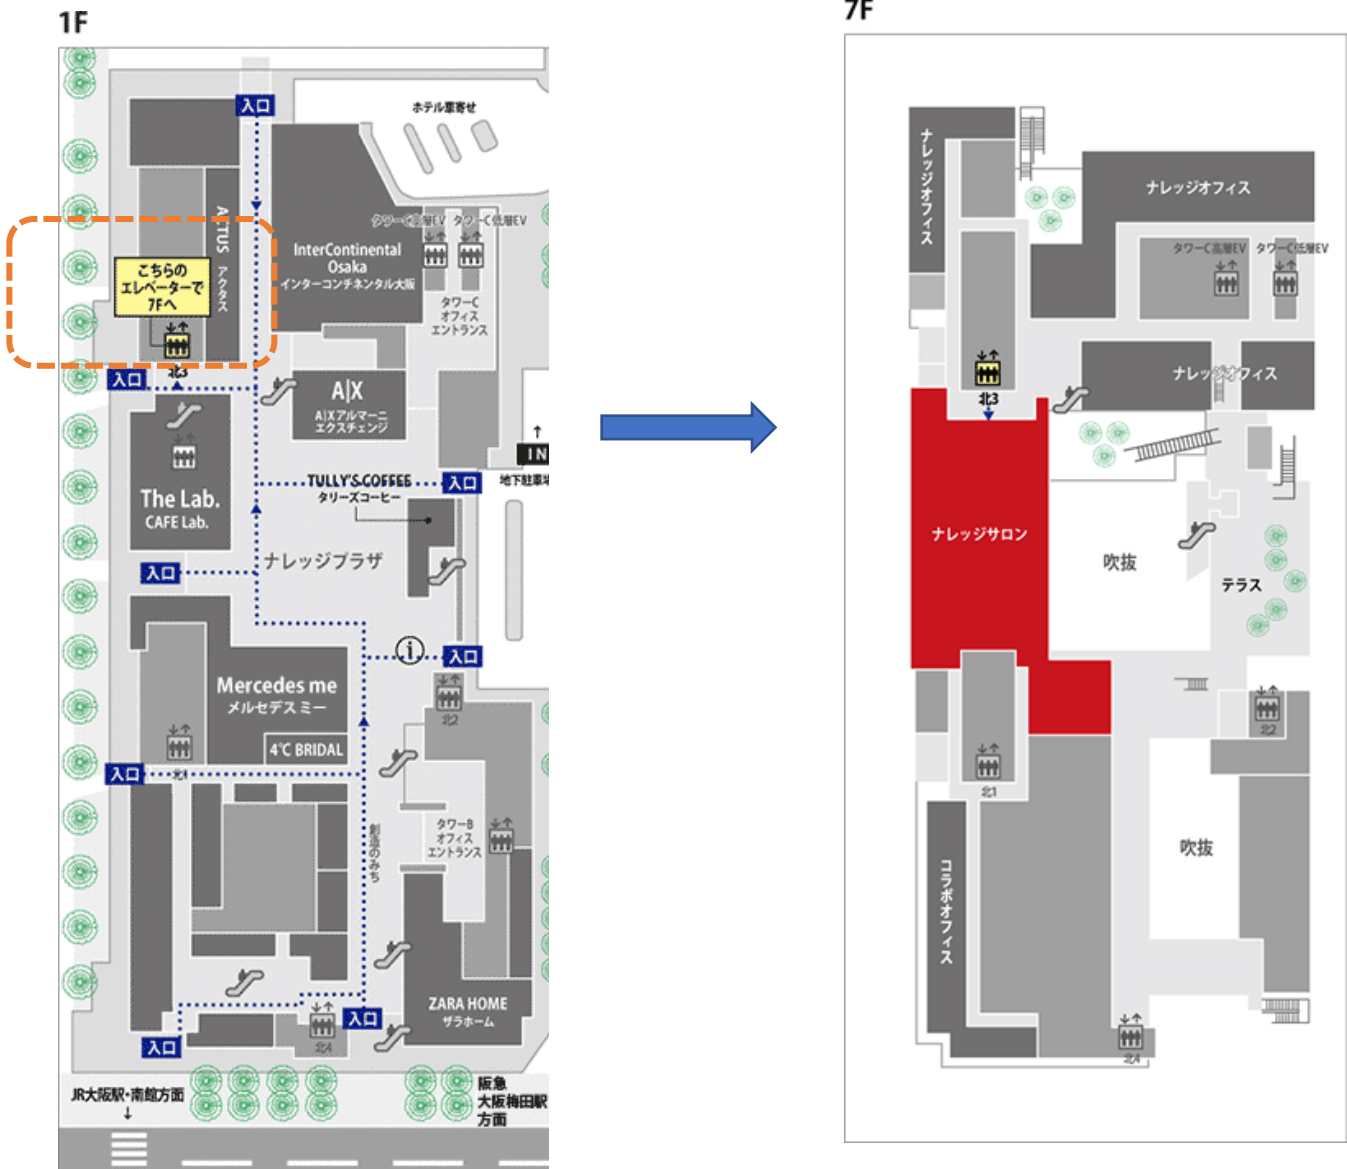 1F
入口
ホテル車寄せ
タワーC高層EV
タワーC低層EV
ACTUS アクタス
InterContinental
Osaka
インターコンチネンタル大阪
こちらの
エレベーターで
7Fへ
タワーC
オフィス
エントランス
北3
入口
A|X
A|Xアルマーニ
エクスチェンジ
IN
地下駐車場
TULLY'S COFFEE
タリーズコーヒー
入口
The Lab.
CAFE Lab.
ナレッジプラザ
入口
入口
Mercedes me
メルセデス ミー
北2
4℃ BRIDAL
北1
入口
創造のみち
タワーB
オフィス
エントランス
ZARA HOME
ザラホーム
入口
北4
入口
JR大阪駅・南館方面
阪急
大阪梅田駅
方面
7F
ナレッジオフィス
ナレッジオフィス
タワーC高層EV
タワーC低層EV
ナレッジオフィス
北3
ナレッジサロン
吹抜
テラス
北2
北1
吹抜
コラボオフィス
北4